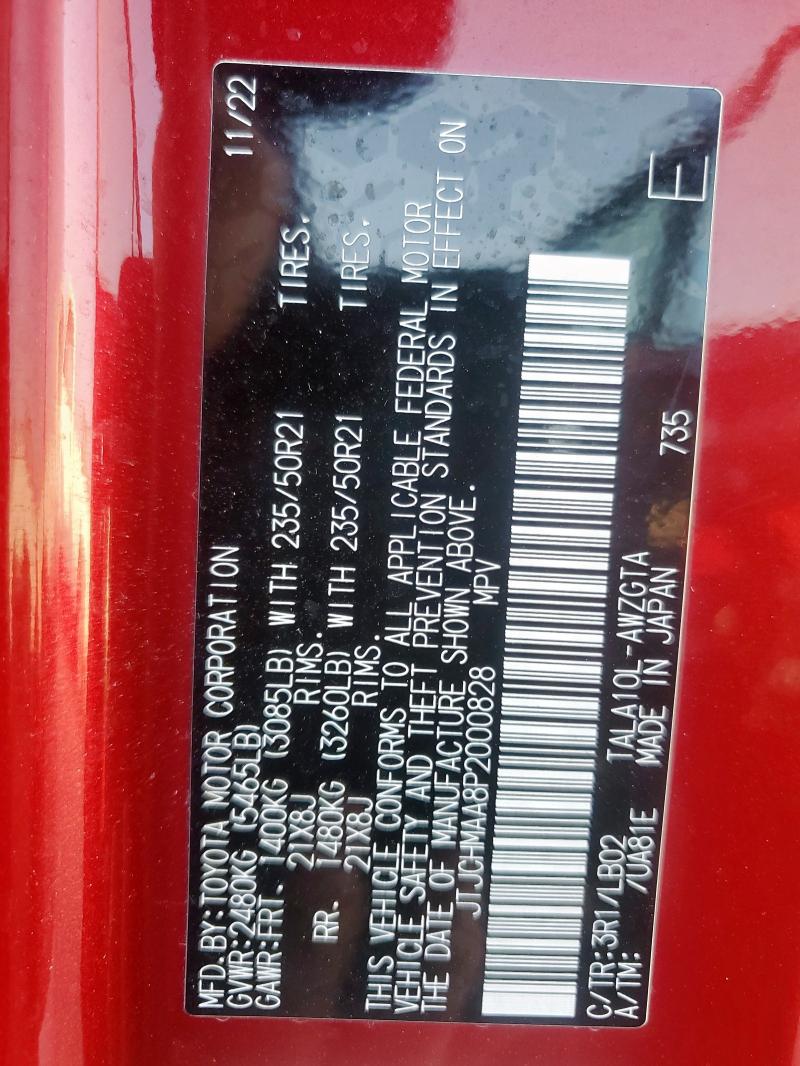 MFD.BY:TOYOTA MOTOR CORPORATION 11/22
GVWR:2480KG (5465LB)
GAWR:FRT. 1400KG (3085LB) WITH 235/50R21 TIRES.
21X8J RIMS.
RR. 1480KG (3260LB) WITH 235/50R21 TIRES.
21X8J RIMS.
THIS VEHICLE CONFORMS TO ALL APPLICABLE FEDERAL MOTOR
VEHICLE SAFETY AND THEFT PREVENTION STANDARDS IN EFFECT ON
THE DATE OF MANUFACTURE SHOWN ABOVE.
JTJCHMAA8P2000828 MPV
C/TR:3R1/LB02 TALA10L-AWZGTA 735 E
A/TM: /UA81E MADE IN JAPAN